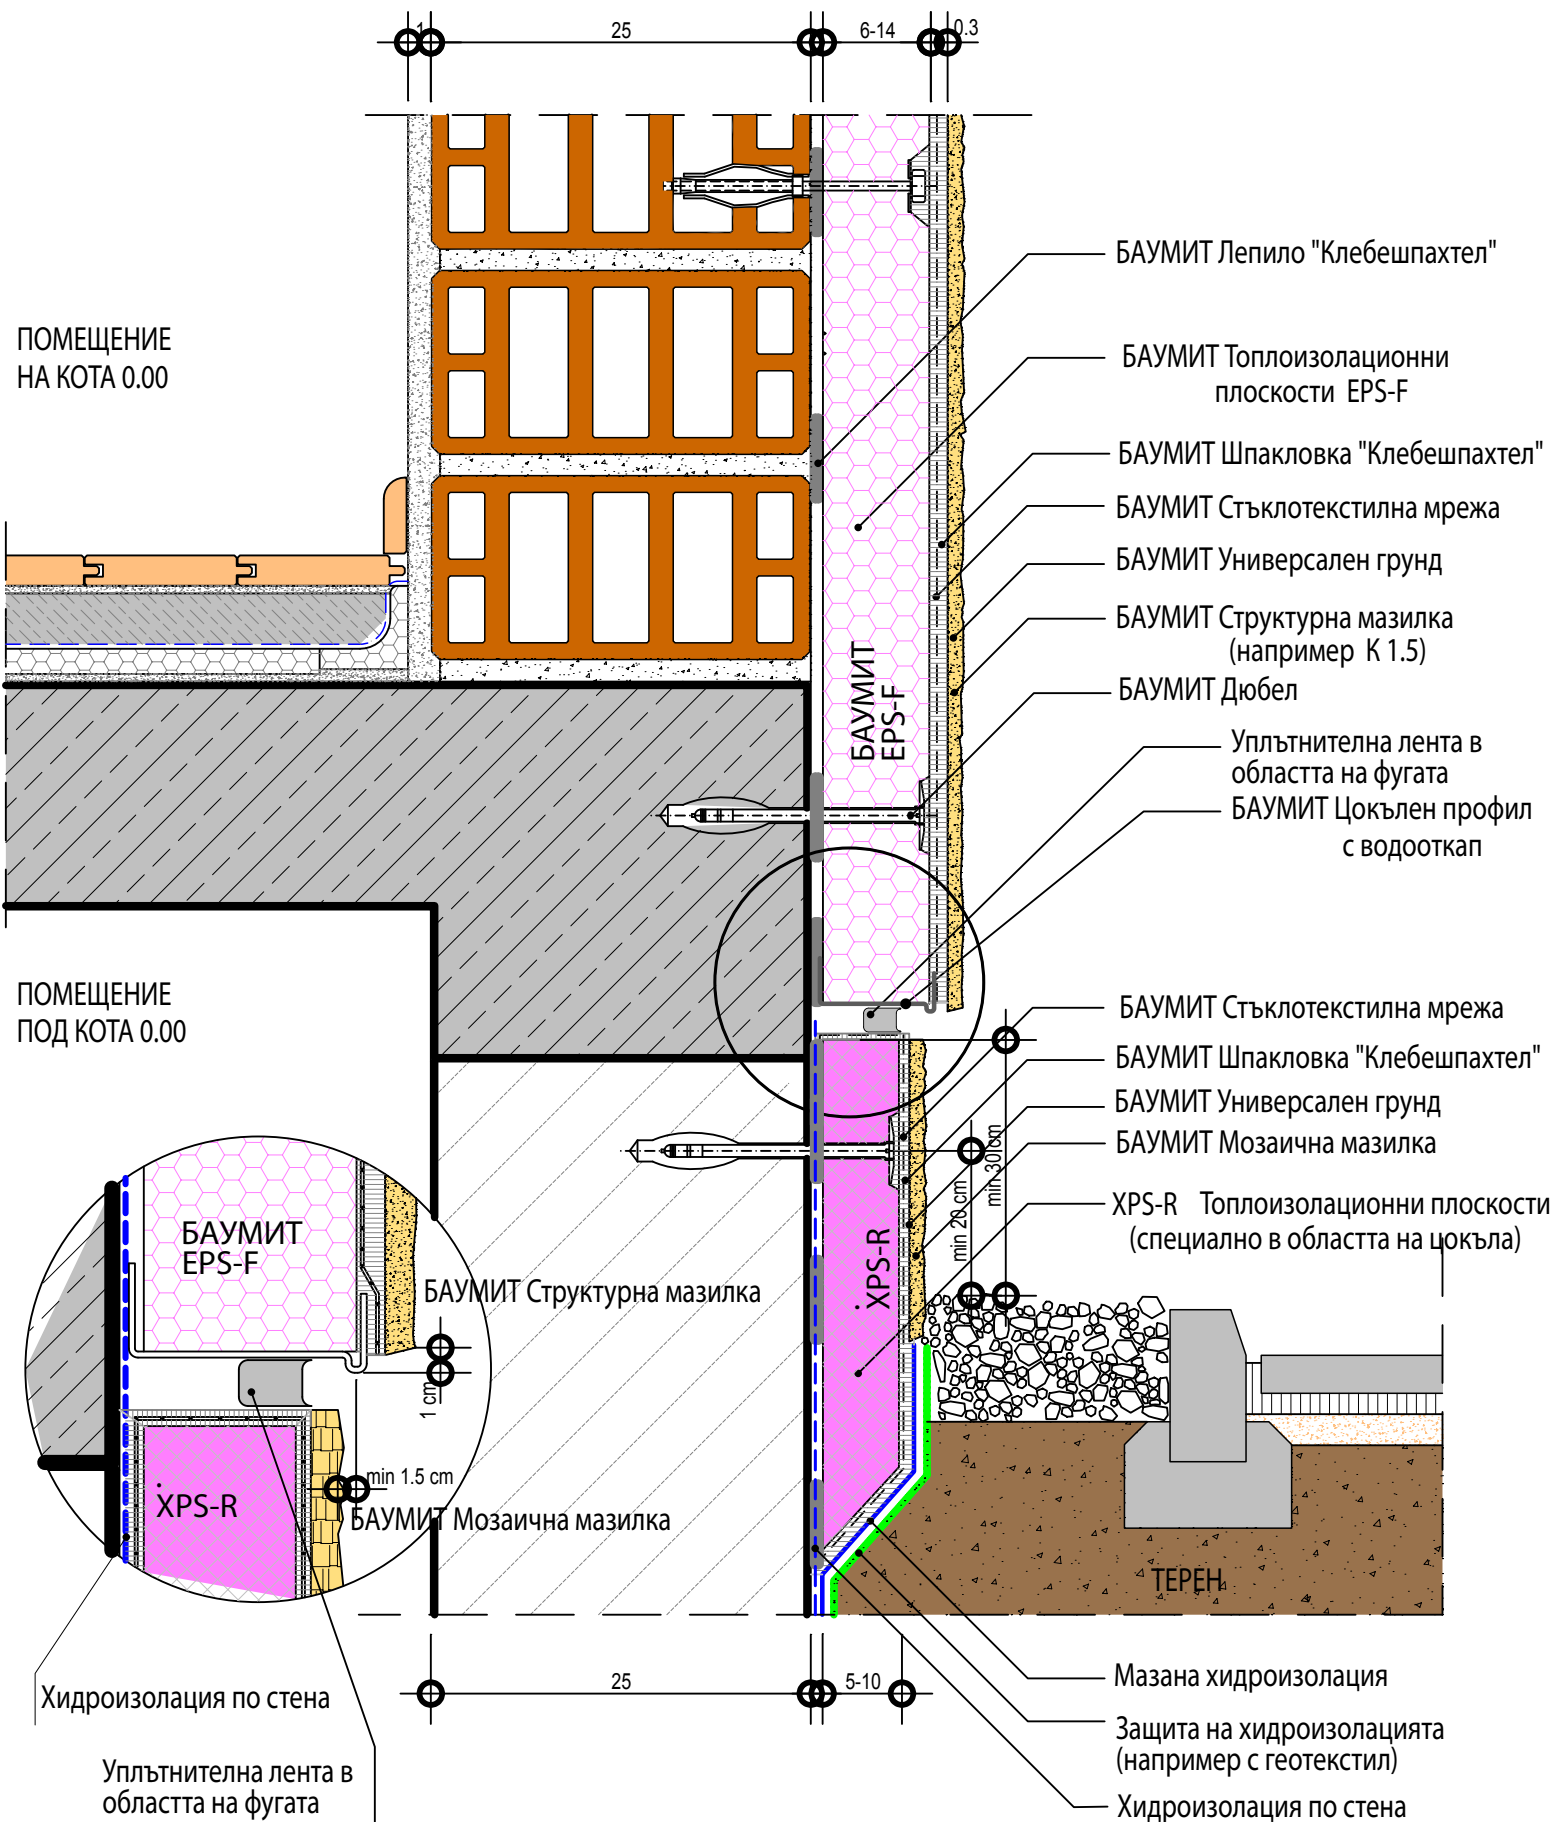 1
25
6-14
0.3
БАУМИТ Лепило "Клебешпахтел"
ПОМЕЩЕНИЕ
НА КОТА 0.00
БАУМИТ Топлоизолационни
плоскости EPS-F
БАУМИТ Шпакловка "Клебешпахтел"
БАУМИТ Стъклотекстилна мрежа
БАУМИТ Универсален грунд
БАУМИТ Структурна мазилка
(например К 1.5)
БАУМИТ Дюбел
БАУМИТ
EPS-F
Уплътнителна лента в
областта на фугата
БАУМИТ Цокълен профил
с водооткап
ПОМЕЩЕНИЕ
ПОД КОТА 0.00
БАУМИТ Стъклотекстилна мрежа
БАУМИТ Шпакловка "Клебешпахтел"
БАУМИТ Универсален грунд
БАУМИТ Мозаична мазилка
XPS-R Топлоизолационни плоскости
(специално в областта на цокъла)
min 30 cm
min 20 cm
XPS-R
БАУМИТ
EPS-F
БАУМИТ Структурна мазилка
1 cm
min 1.5 cm
XPS-R
БАУМИТ Мозаична мазилка
ТЕРЕН
25
5-10
Мазана хидроизолация
Хидроизолация по стена
Защита на хидроизолацията
(например с геотекстил)
Уплътнителна лента в
областта на фугата
Хидроизолация по стена